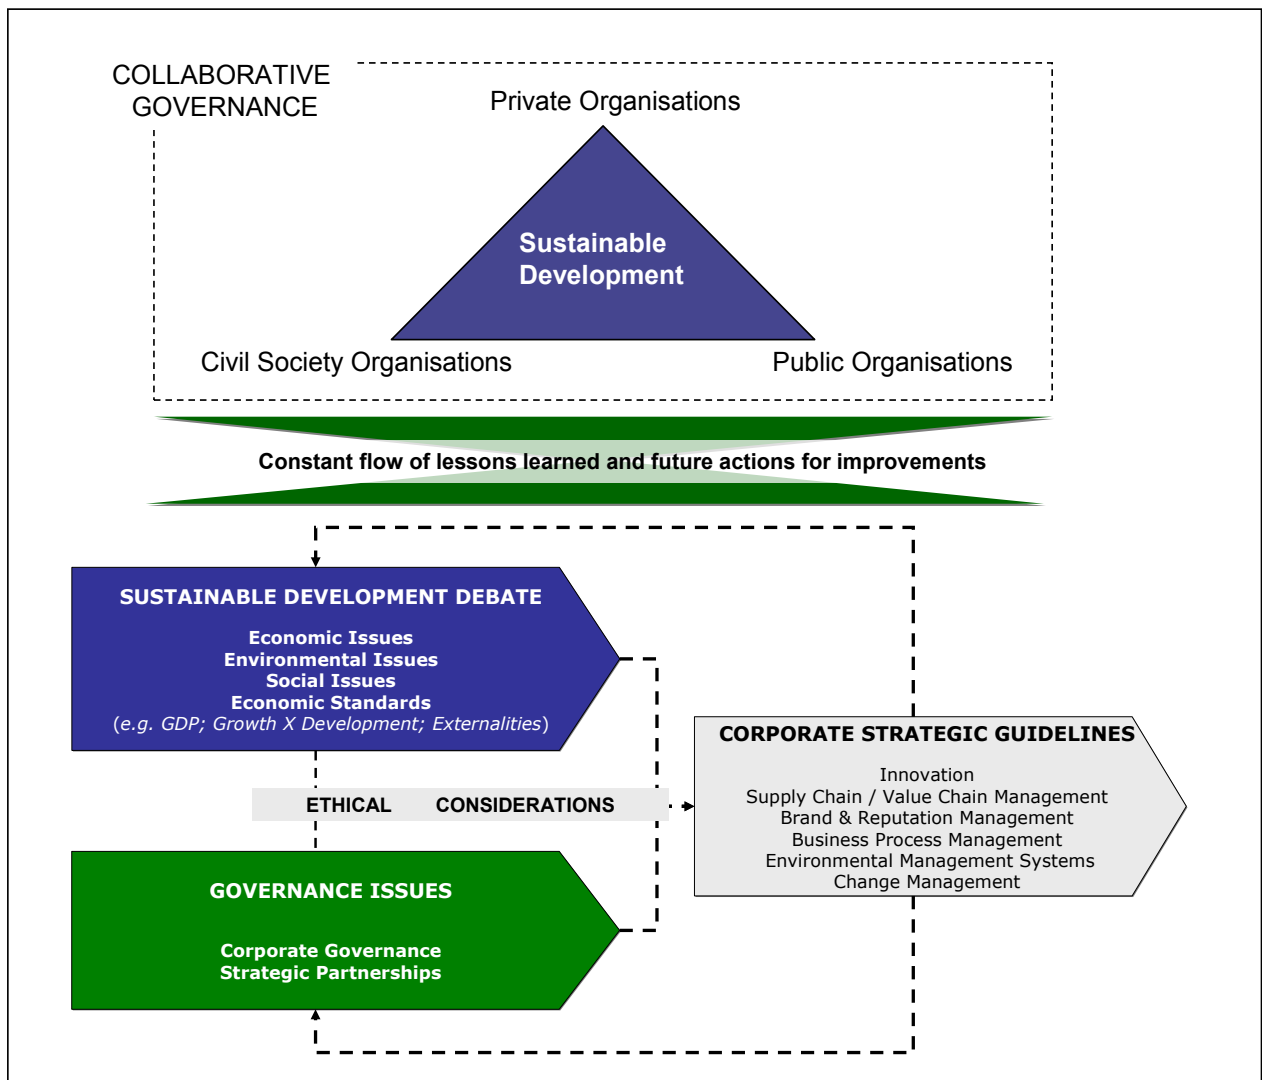 COLLABORATIVE
GOVERNANCE
Private Organisations
Sustainable
Development
Civil Society Organisations
Public Organisations
Constant flow of lessons learned and future actions for improvements
SUSTAINABLE DEVELOPMENT DEBATE
Economic Issues
Environmental Issues
Social Issues
Economic Standards
(e.g. GDP; Growth X Development; Externalities)
ETHICAL CONSIDERATIONS
GOVERNANCE ISSUES
Corporate Governance
Strategic Partnerships
CORPORATE STRATEGIC GUIDELINES
Innovation
Supply Chain / Value Chain Management
Brand & Reputation Management
Business Process Management
Environmental Management Systems
Change Management